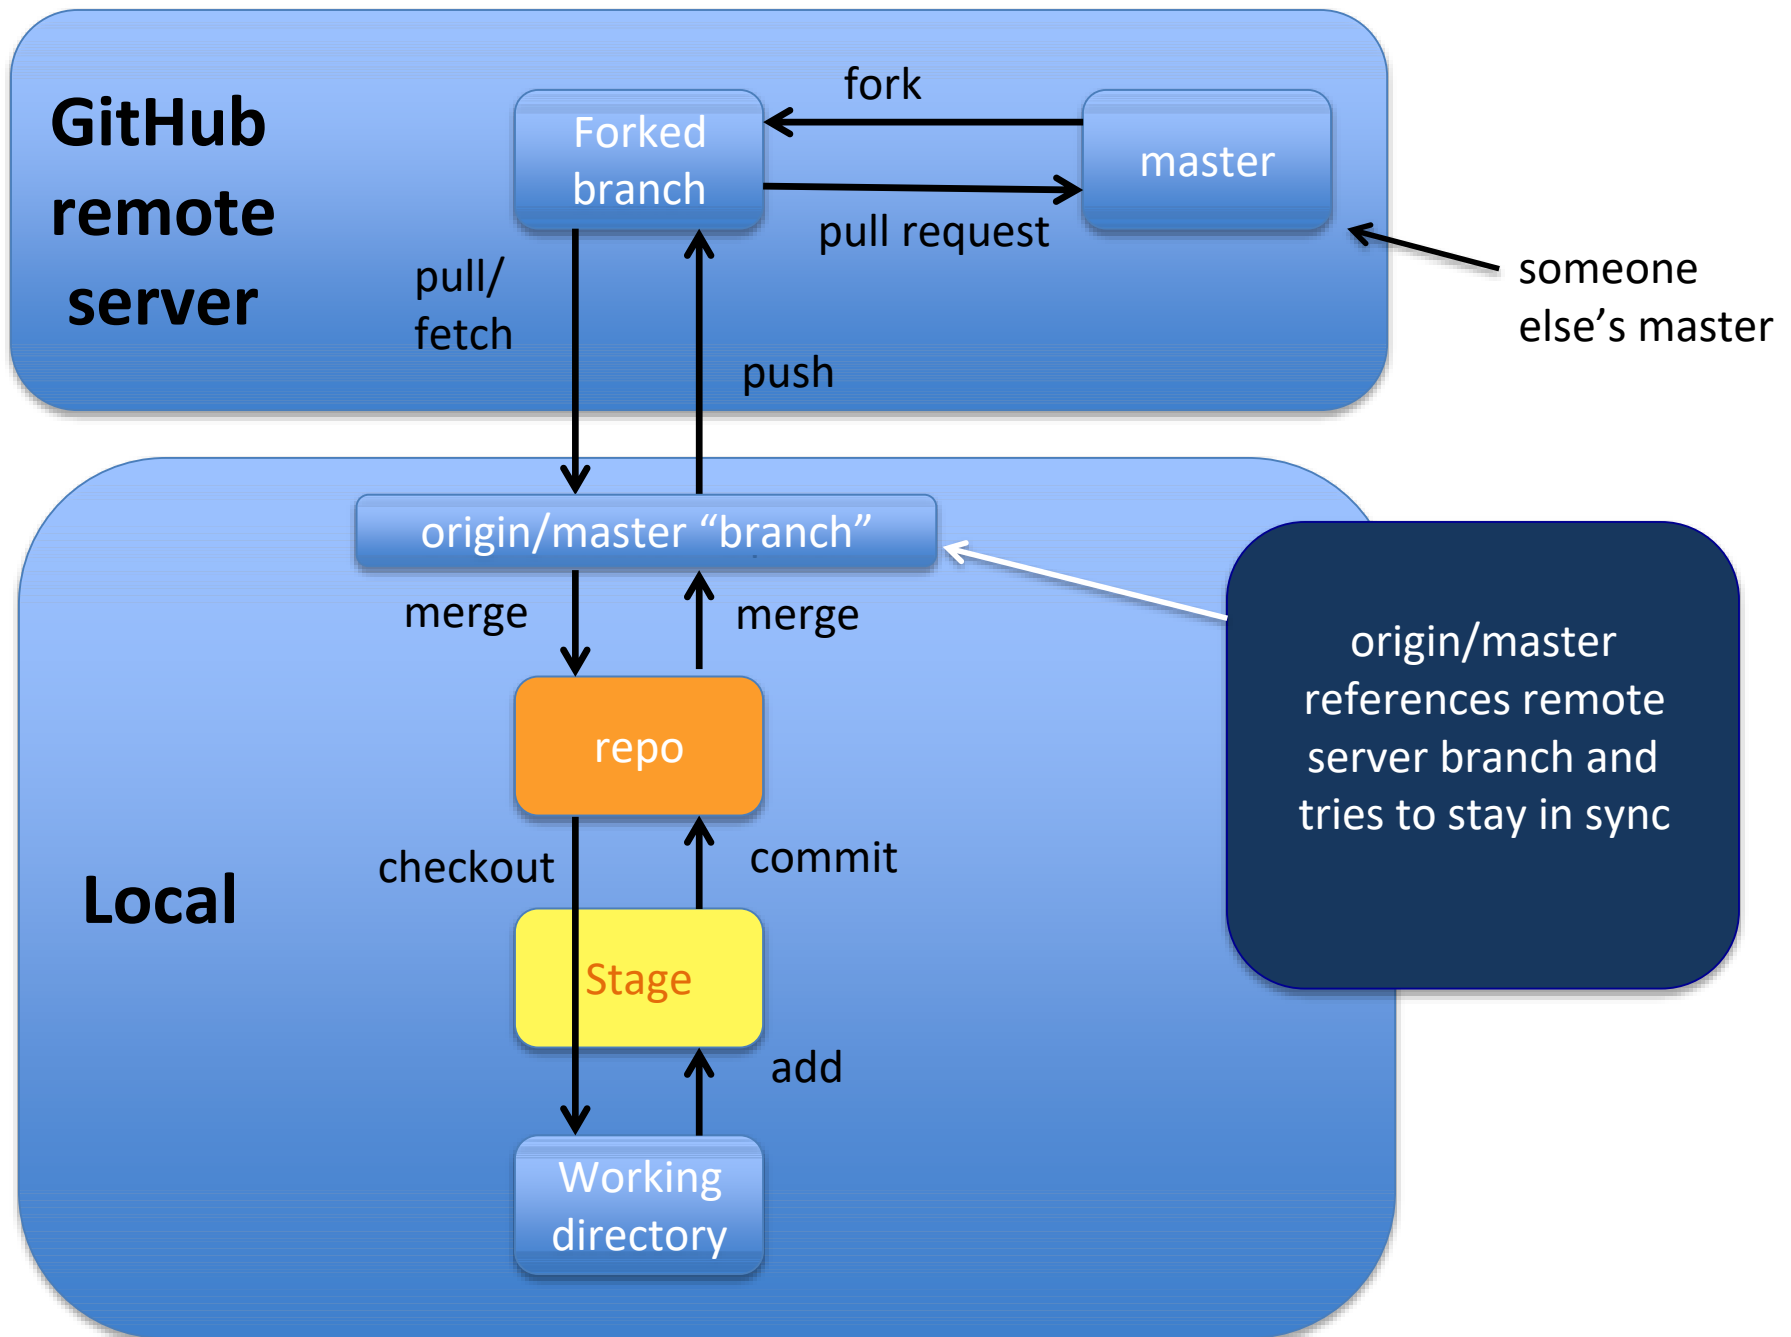 GitHub
remote
server
fork
Forked
branch
master
pull request
pull/
fetch
push
someone
else’s master
origin/master “branch”
merge
merge
origin/master
references remote
server branch and
tries to stay in sync
repo
checkout
commit
Local
Stage
add
Working
directory